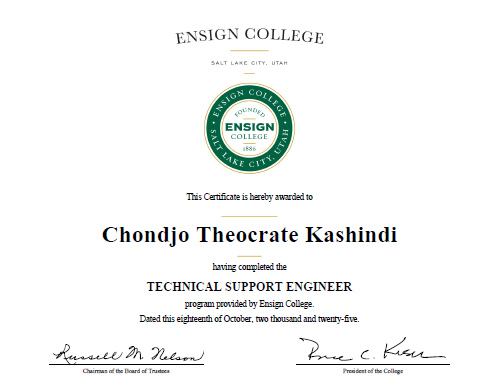 ENSIGN COLLEGE
SALT LAKE CITY, UTAH
ENSIGN COLLEGE
FOUNDED
ENSIGN
COLLEGE
1886
SALT LAKE CITY, UTAH
This Certificate is hereby awarded to
Chondjo Theocrate Kashindi
having completed the
TECHNICAL SUPPORT ENGINEER
program provided by Ensign College.
Dated this eighteenth of October, two thousand and twenty-five.
Russell M. Nelson
Chairman of the Board of Trustees
President of the College